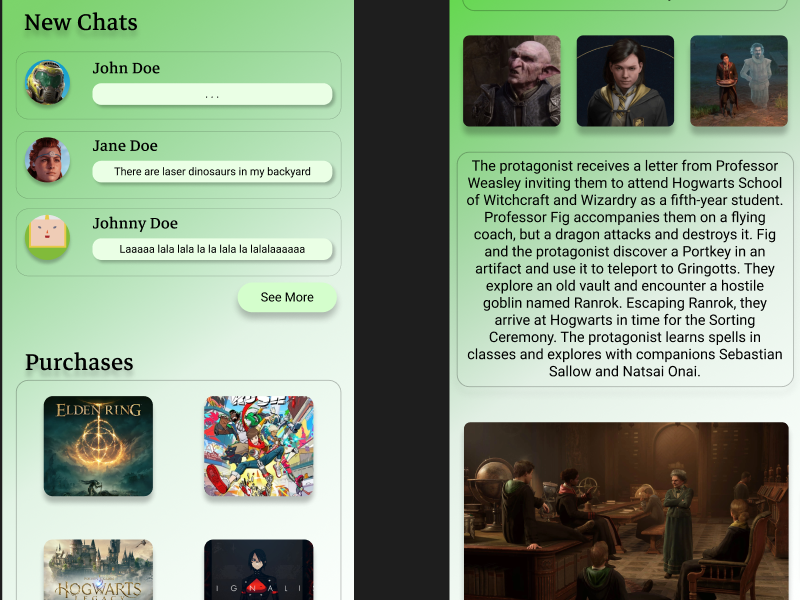 New Chats
John Doe
. . .
Jane Doe
There are laser dinosaurs in my backyard
Johnny Doe
Laaaaa lala lala la la lala la lalalaaaaaa
See More
Purchases
ELDEN RING
HOGWARTS
The protagonist receives a letter from Professor
Weasley inviting them to attend Hogwarts School
of Witchcraft and Wizardry as a fifth-year student.
Professor Fig accompanies them on a flying
coach, but a dragon attacks and destroys it. Fig
and the protagonist discover a Portkey in an
artifact and use it to teleport to Gringotts. They
explore an old vault and encounter a hostile
goblin named Ranrok. Escaping Ranrok, they
arrive at Hogwarts in time for the Sorting
Ceremony. The protagonist learns spells in
classes and explores with companions Sebastian
Sallow and Natsai Onai.